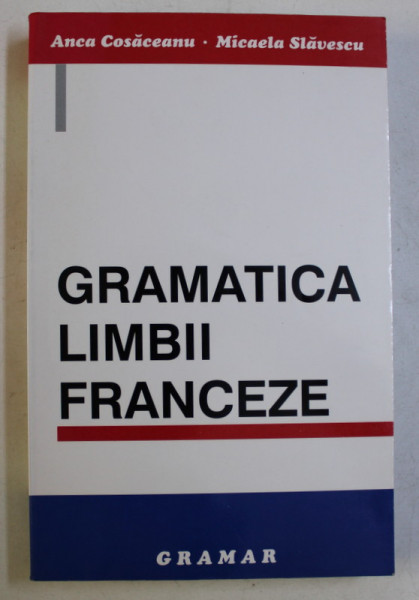 Anca Cosăceanu · Micaela Slăvescu
GRAMATICA
LIMBII
FRANCEZE
GRAMAR